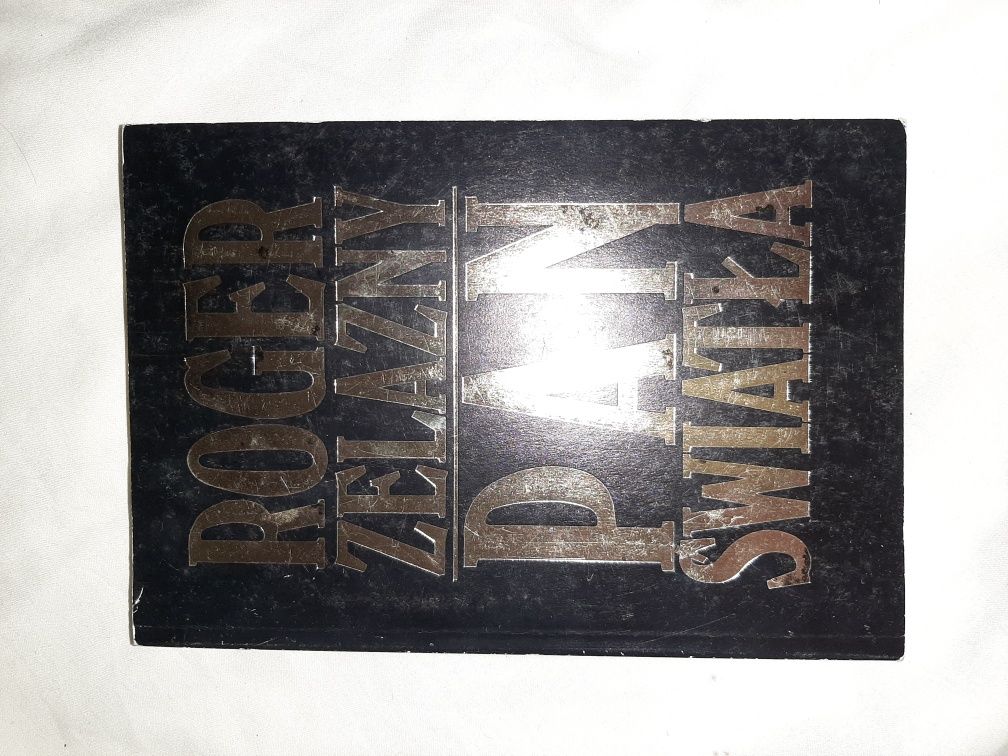 ROGER
ZELAZNY
PAN
ŚWIATŁA